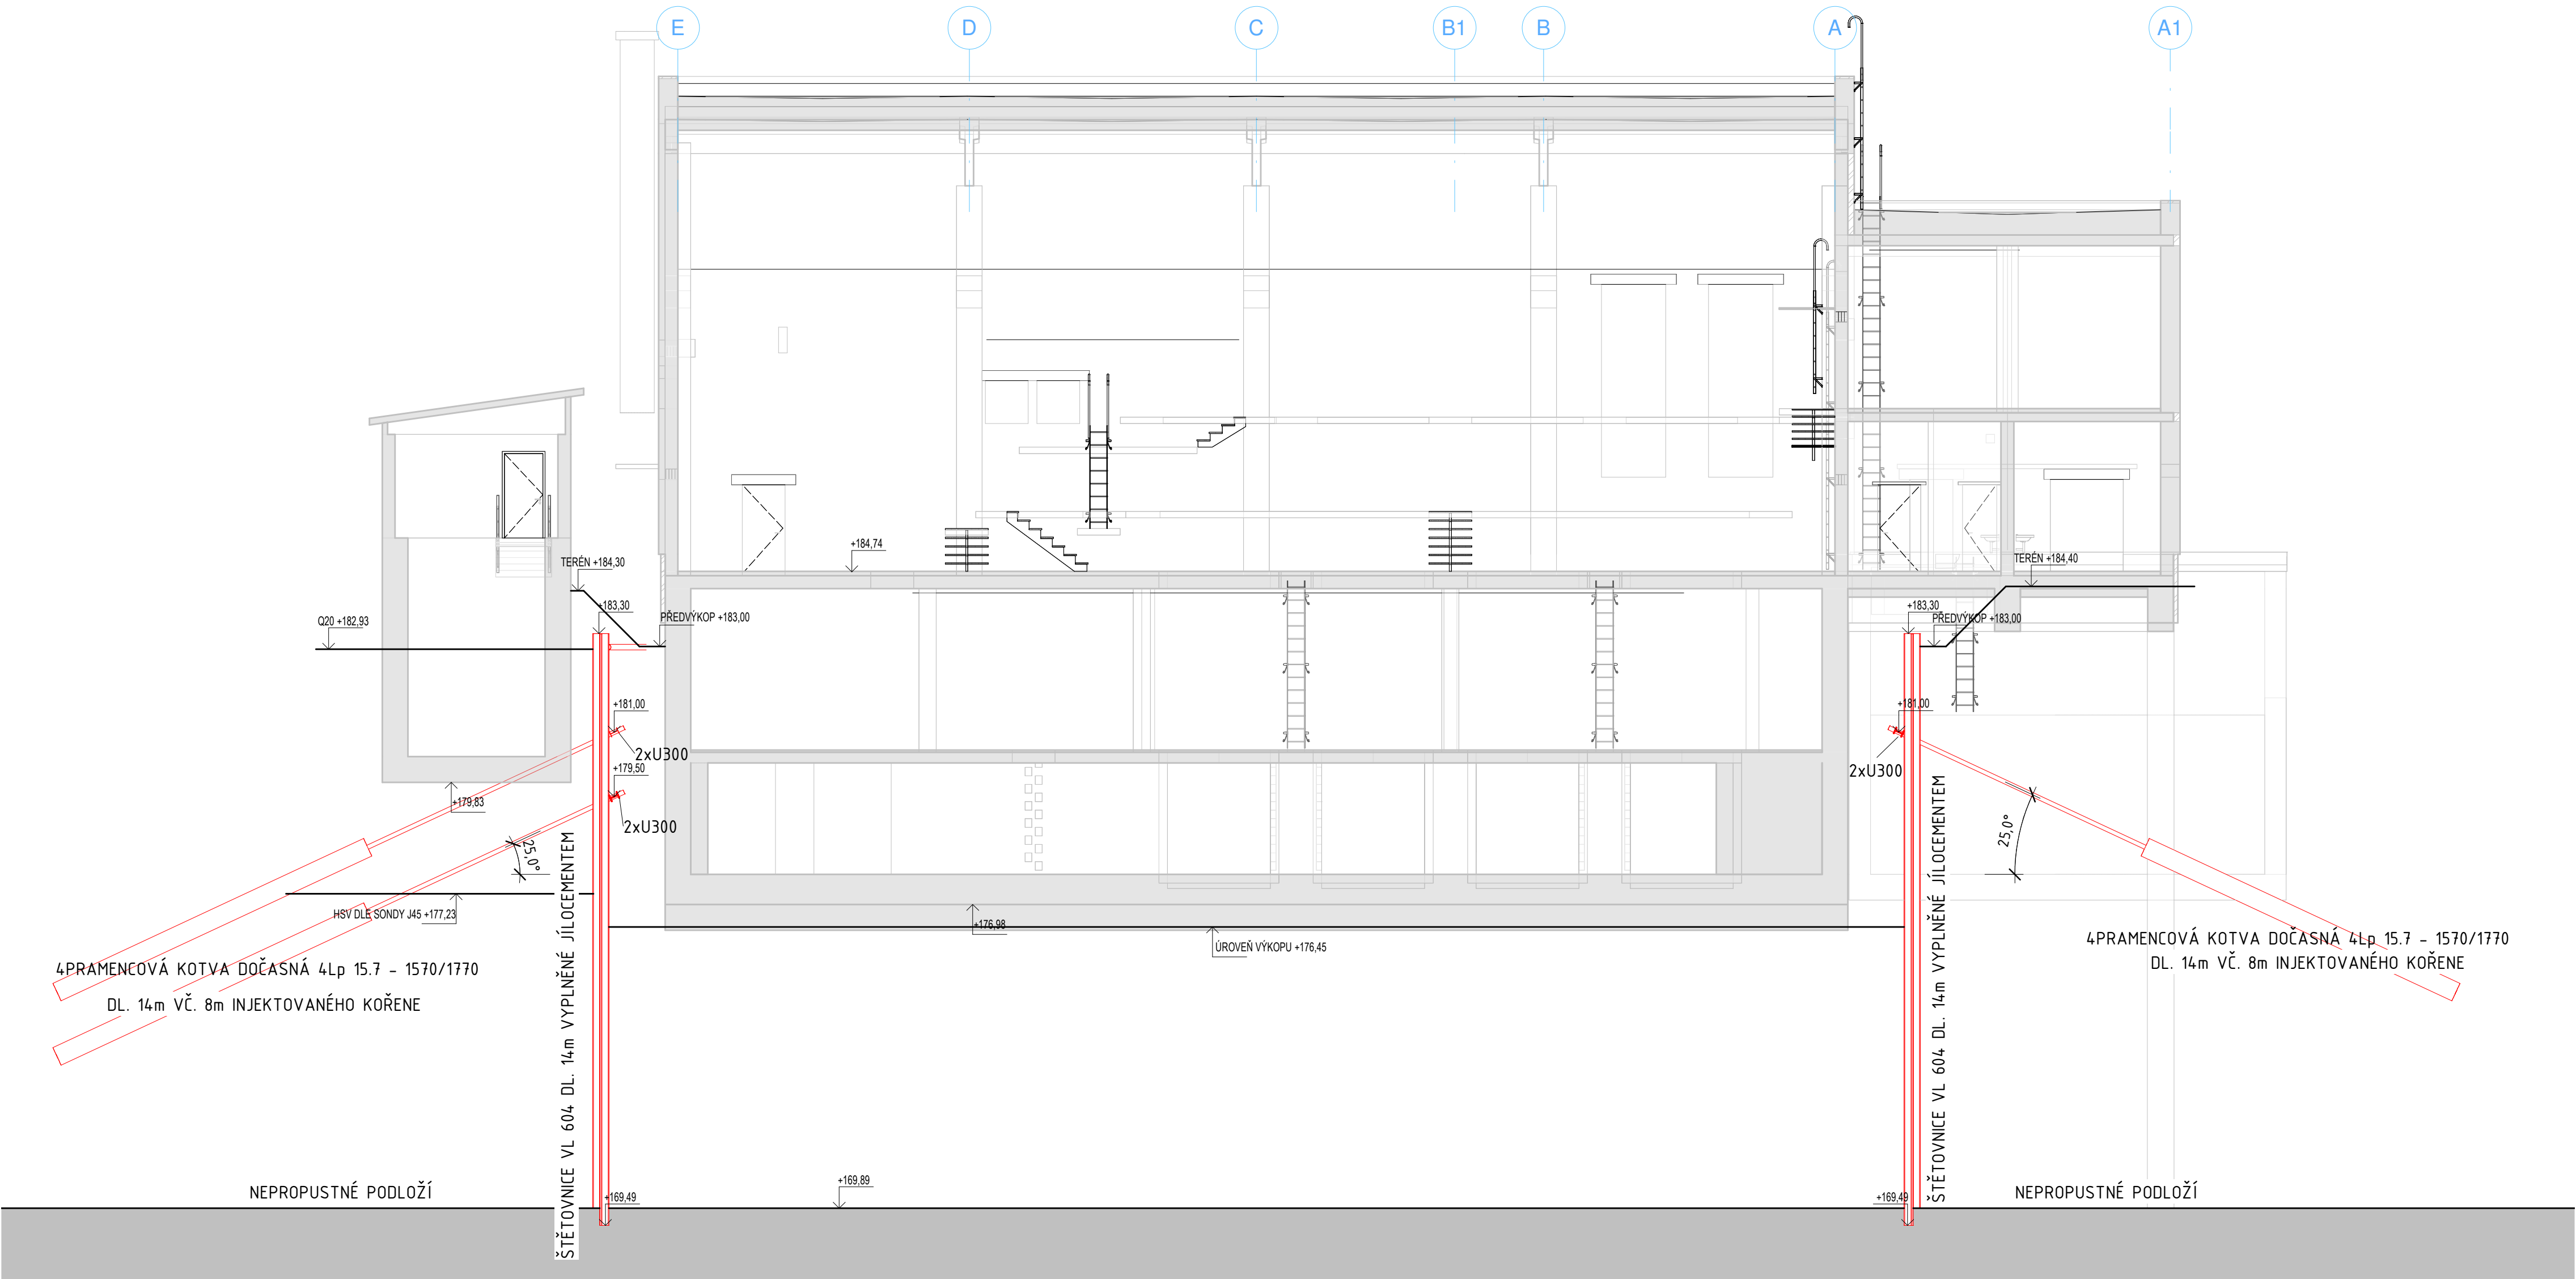 E
D
C
B1
B
A
A1
+184,74
TERÉN +184,30
TERÉN +184,40
+183,30
+183,30
Q20 +182,93
PŘEDVÝKOP +183,00
PŘEDVÝKOP +183,00
+181,00
+181,00
2xU300
2xU300
+179,50
+179,83
2xU300
25,0°
25,0°
HSV DLE SONDY J45 +177,23
+176,98
ÚROVEŇ VÝKOPU +176,45
4PRAMENCOVÁ KOTVA DOČASNÁ 4Lp 15.7 - 1570/1770
DL. 14m VČ. 8m INJEKTOVANÉHO KOŘENE
4PRAMENCOVÁ KOTVA DOČASNÁ 4Lp 15.7 - 1570/1770
DL. 14m VČ. 8m INJEKTOVANÉHO KOŘENE
ŠTĚTOVNICE VL 604 DL. 14m VYPLNĚNÉ JÍLOCEMENTEM
ŠTĚTOVNICE VL 604 DL. 14m VYPLNĚNÉ JÍLOCEMENTEM
NEPROPUSTNÉ PODLOŽÍ
+169,49
+169,89
+169,49
NEPROPUSTNÉ PODLOŽÍ